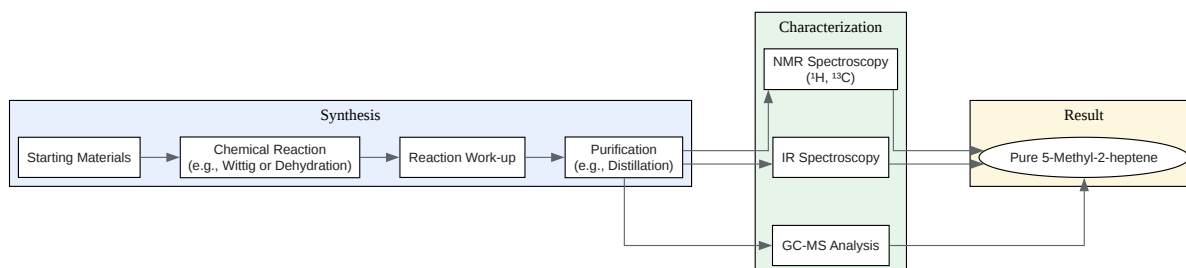 Synthesis
Starting Materials
Chemical Reaction
(e.g., Wittig or Dehydration)
Reaction Work-up
Purification
(e.g., Distillation)
Characterization
NMR Spectroscopy
(¹H, ¹³C)
IR Spectroscopy
GC-MS Analysis
Result
Pure 5-Methyl-2-heptene